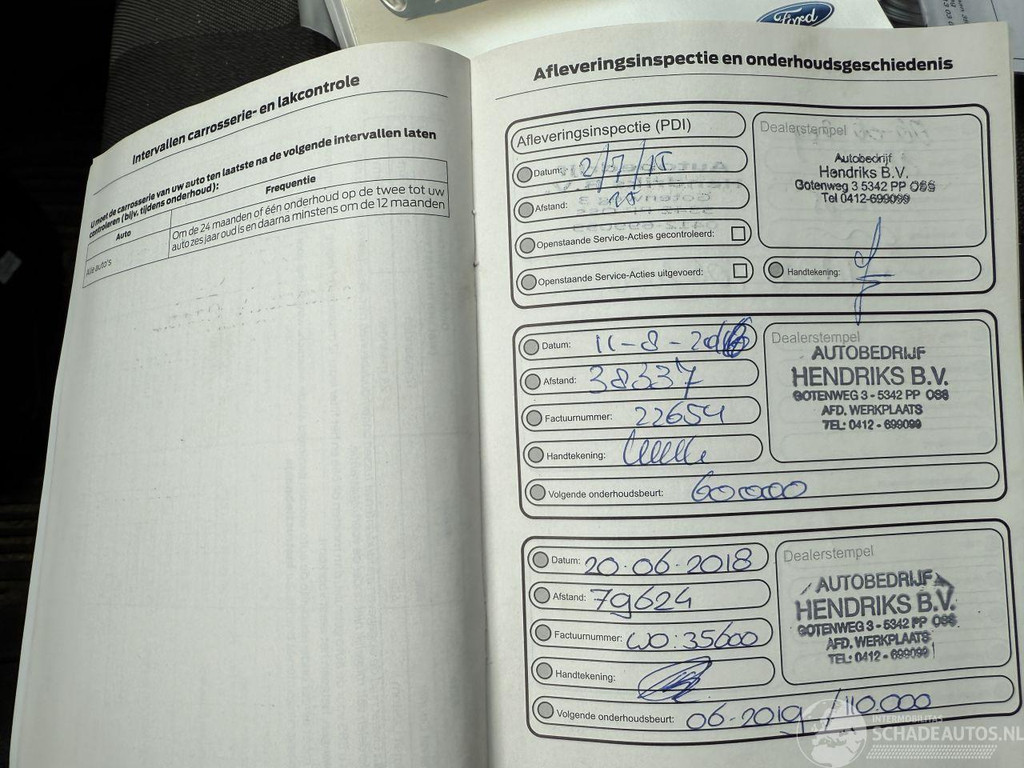 Ford
Intervallen carrosserie- en lakcontrole
U moet de carrosserie van uw auto ten laatste na de volgende intervallen laten
controleren (bijv. tijdens onderhoud):
Auto
Frequentie
Alle auto's
Om de 24 maanden of één onderhoud op de twee tot uw
auto zes jaar oud is en daarna minstens om de 12 maanden
Afleveringsinspectie en onderhoudsgeschiedenis
Afleveringsinspectie (PDI)
Datum: 2/7/15
Afstand: 25
Openstaande Service-Acties gecontroleerd:
Openstaande Service-Acties uitgevoerd:
Dealerstempel
Autobedrijf
Hendriks B.V.
Gotenweg 3 5342 PP OSS
Tel 0412-699099
Handtekening:
Datum: 11-8-2016
Afstand: 38337
Factuurnummer: 22654
Handtekening:
Volgende onderhoudsbeurt: 60000
Dealerstempel
AUTOBEDRIJF
HENDRIKS B.V.
GOTENWEG 3 - 5342 PP OSS
AFD. WERKPLAATS
TEL: 0412 - 699099
Datum: 20-06-2018
Afstand: 79624
Factuurnummer: WO:35600
Handtekening:
Volgende onderhoudsbeurt: 06-2019/110.000
Dealerstempel
AUTOBEDRIJF
HENDRIKS B.V.
GOTENWEG 3 - 5342 PP OSS
AFD. WERKPLAATS
TEL: 0412 - 699099
INTERMOBILITAS
SCHADEAUTOS.NL